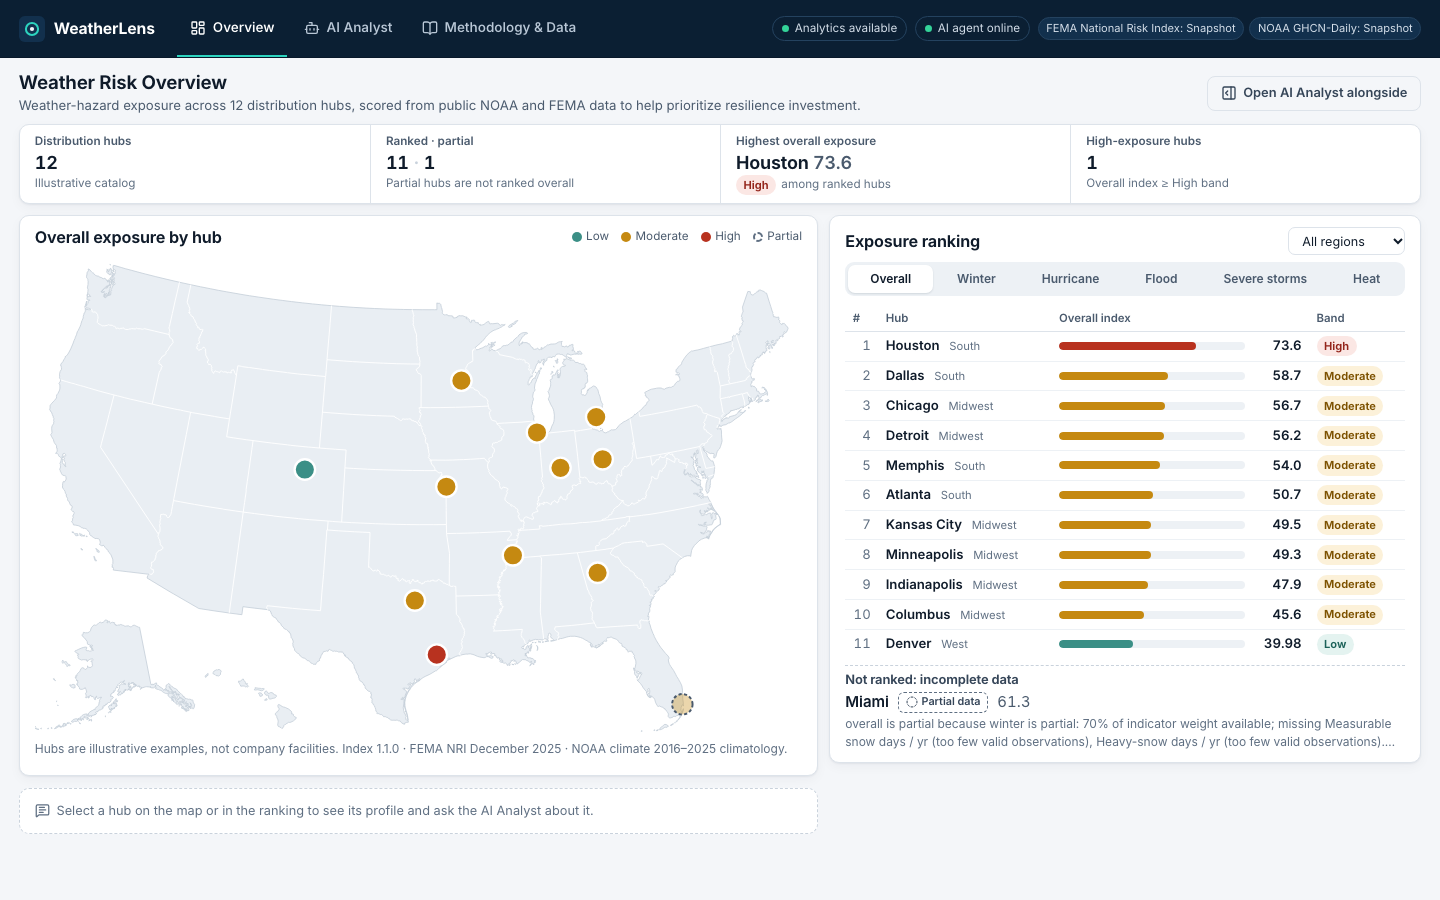 WeatherLens
Overview
AI Analyst
Methodology & Data
Analytics available
AI agent online
FEMA National Risk Index: Snapshot
NOAA GHCN-Daily: Snapshot
Weather Risk Overview
Weather-hazard exposure across 12 distribution hubs, scored from public NOAA and FEMA data to help prioritize resilience investment.
Open AI Analyst alongside
Distribution hubs
12
Illustrative catalog
Ranked · partial
11 · 1
Partial hubs are not ranked overall
Highest overall exposure
Houston 73.6
High among ranked hubs
High-exposure hubs
1
Overall index ≥ High band
Overall exposure by hub
Low Moderate High Partial
Hubs are illustrative examples, not company facilities. Index 1.1.0 · FEMA NRI December 2025 · NOAA climate 2016–2025 climatology.
Select a hub on the map or in the ranking to see its profile and ask the AI Analyst about it.
Exposure ranking
All regions
Overall Winter Hurricane Flood Severe storms Heat
# Hub Overall index Band
1 Houston South 73.6 High
2 Dallas South 58.7 Moderate
3 Chicago Midwest 56.7 Moderate
4 Detroit Midwest 56.2 Moderate
5 Memphis South 54.0 Moderate
6 Atlanta South 50.7 Moderate
7 Kansas City Midwest 49.5 Moderate
8 Minneapolis Midwest 49.3 Moderate
9 Indianapolis Midwest 47.9 Moderate
10 Columbus Midwest 45.6 Moderate
11 Denver West 39.98 Low
Not ranked: incomplete data
Miami Partial data 61.3
overall is partial because winter is partial: 70% of indicator weight available; missing Measurable
snow days / yr (too few valid observations), Heavy-snow days / yr (too few valid observations)....